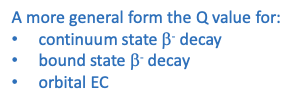 A more general form the Q value for:
• continuum state β⁻ decay
• bound state β⁻ decay
• orbital EC